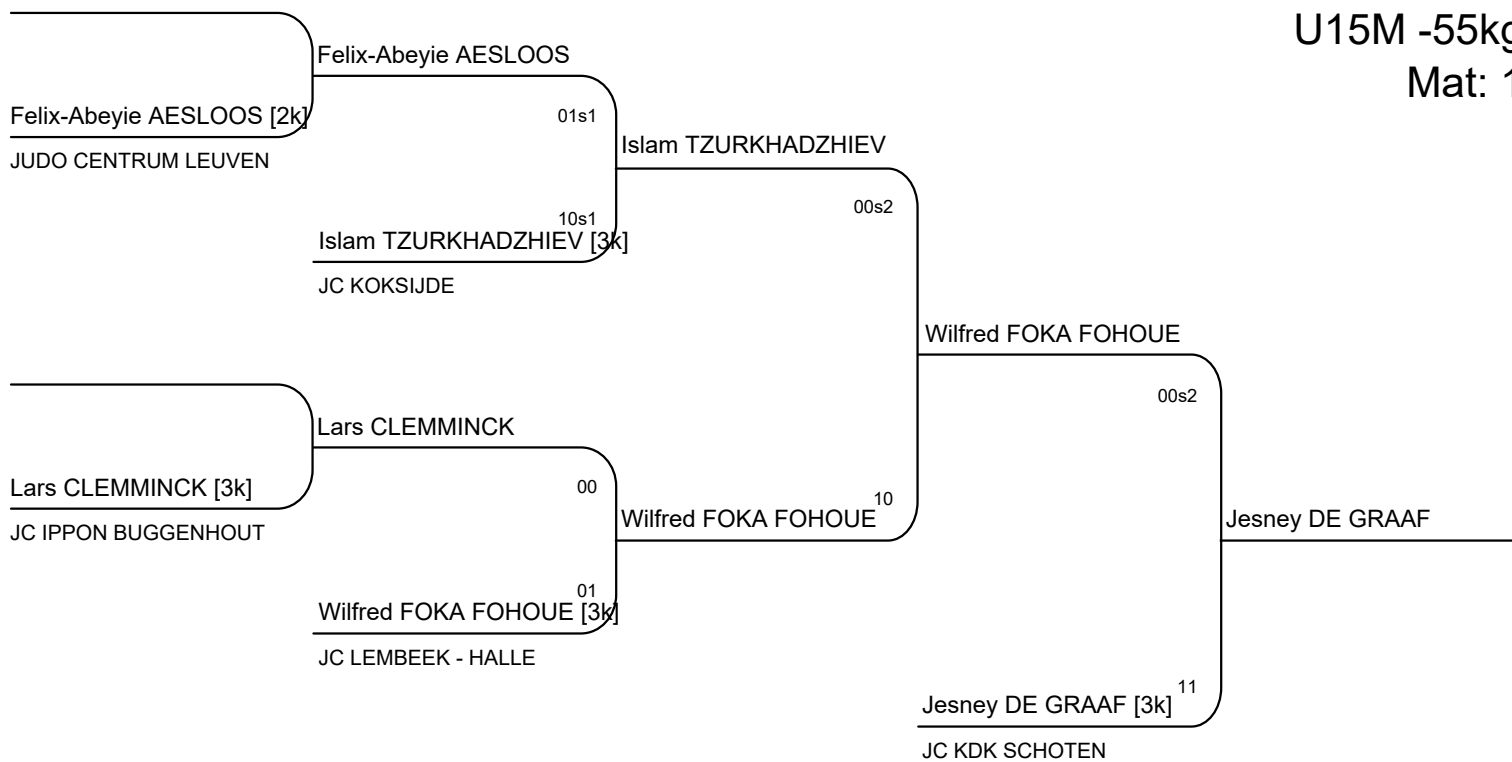 U15M -55kg
Mat: 1
Felix-Abeyie AESLOOS
Felix-Abeyie AESLOOS [2k]
JUDO CENTRUM LEUVEN
01s1
Islam TZURKHADZHIEV
10s1
Islam TZURKHADZHIEV [3k]
JC KOKSIJDE
00s2
Wilfred FOKA FOHOUE
00s2
Lars CLEMMINCK
Lars CLEMMINCK [3k]
JC IPPON BUGGENHOUT
00
10
Wilfred FOKA FOHOUE
01
Wilfred FOKA FOHOUE [3k]
JC LEMBEEK - HALLE
Jesney DE GRAAF
11
Jesney DE GRAAF [3k]
JC KDK SCHOTEN